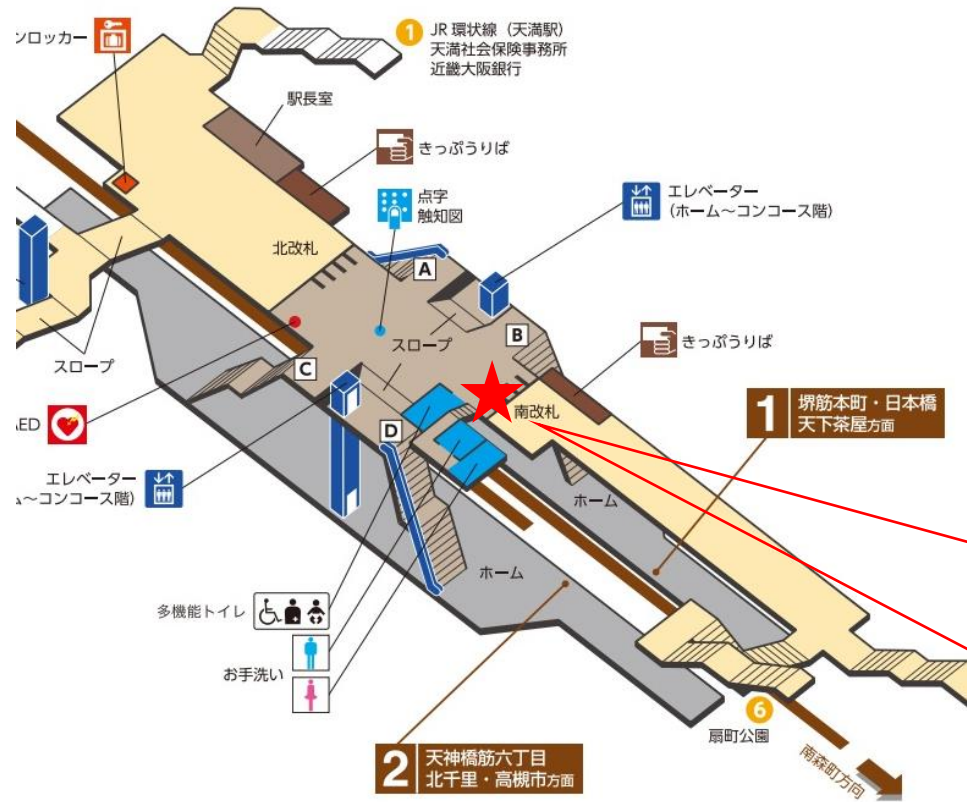 ンロッカー
1
JR 環状線（天満駅）
天満社会保険事務所
近畿大阪銀行
駅長室
きっぷうりば
点字
触知図
エレベーター
（ホーム～コンコース階）
北改札
A
B
スロープ
スロープ
C
きっぷうりば
AED
南改札
1
堺筋本町・日本橋
天下茶屋方面
D
エレベーター
ム～コンコース階）
ホーム
ホーム
多機能トイレ
お手洗い
6
扇町公園
2
天神橋筋六丁目
北千里・高槻市方面
南森町方向